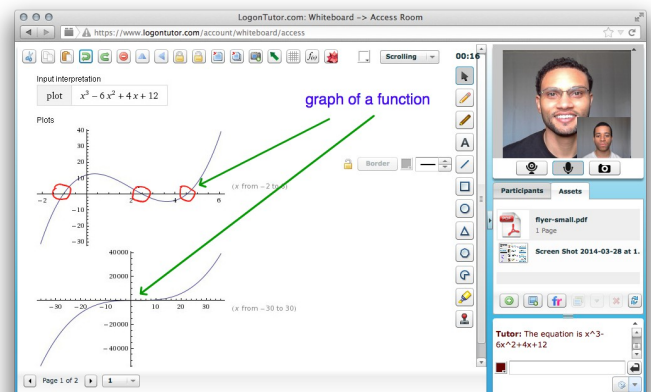 LogonTutor.com: Whiteboard -> Access Room
https://www.logontutor.com/account/whiteboard/access
f(x)
Scrolling
00:16
Input interpretation
plot x³ − 6 x² + 4 x + 12
graph of a function
Plots
40
30
20
10
−2
2
4
6
−10
−20
−30
(x from −2 to
Border
40000
20000
−30
−20
−10
10
20
30
−20000
−40000
(x from −30 to 30)
A
Page 1 of 2
1
Participants
Assets
flyer-small.pdf
1 Page
Screen Shot 2014-03-28 at 1.
fr
Tutor: The equation is x^3-
6x^2+4x+12